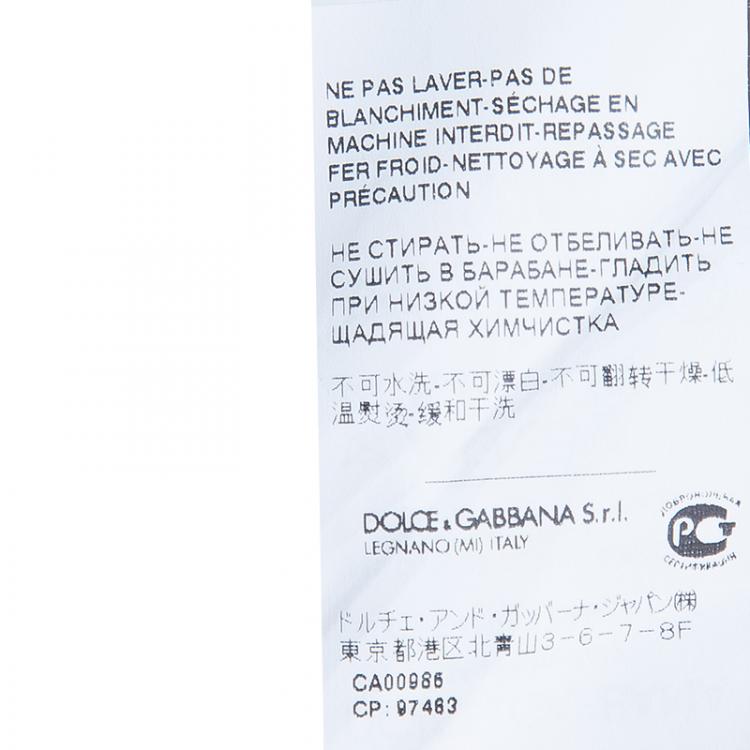 NE PAS LAVER-PAS DE
BLANCHIMENT-SÉCHAGE EN
MACHINE INTERDIT-REPASSAGE
FER FROID-NETTOYAGE À SEC AVEC
PRÉCAUTION
НЕ СТИРАТЬ-НЕ ОТБЕЛИВАТЬ-НЕ
СУШИТЬ В БАРАБАНЕ-ГЛАДИТЬ
ПРИ НИЗКОЙ ТЕМПЕРАТУРЕ-
ЩАДЯЩАЯ ХИМЧИСТКА
不可水洗-不可漂白-不可翻转干燥-低
温熨烫-缓和干洗
DOLCE & GABBANA S.r.l.
LEGNANO (MI) ITALY
ДОБРОВОЛЬНАЯ
РСТ
СЕРТИФИКАЦИЯ
ドルチェ・アンド・ガッバーナ・ジャパン(株)
東京都港区北青山3-6-7-8F
CA00986
CP: 97463